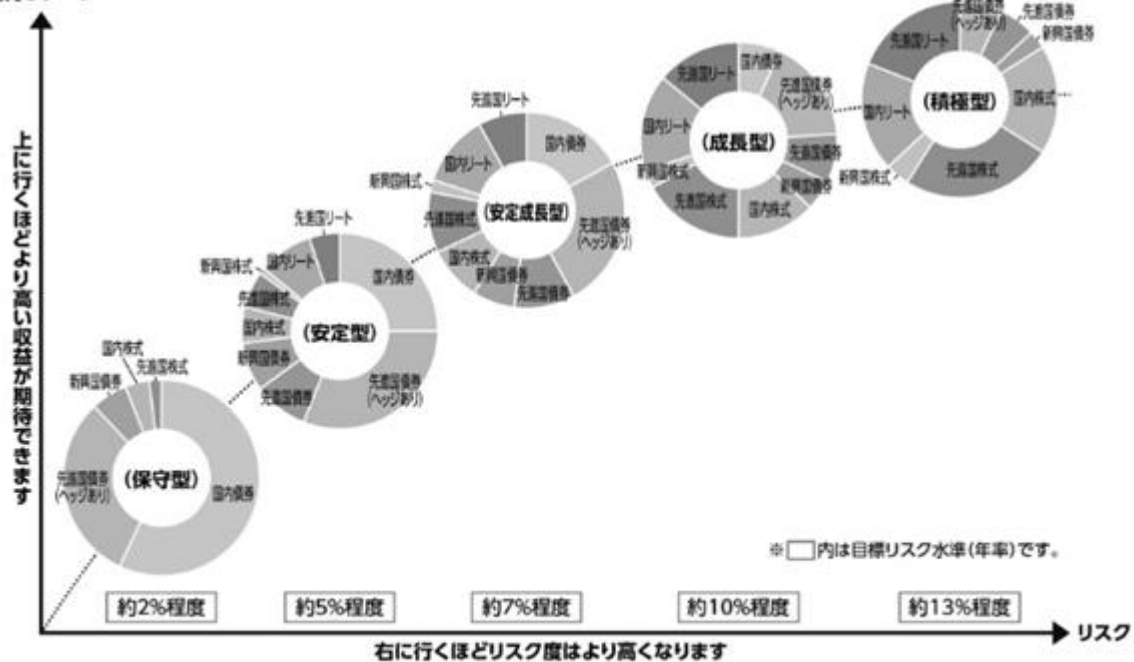 上に行くほどより高い収益が期待できます
先進国リート
先進国債券
(ヘッジあり)
先進国債券
新興国債券
国内リート
(積極型)
国内株式
新興国株式
先進国株式
先進国リート
国内債券
先進国債券
(ヘッジあり)
国内リート
(成長型)
先進国債券
新興国株式
新興国債券
先進国株式
国内株式
先進国リート
国内債券
国内リート
新興国株式
(安定成長型)
先進国株式
先進国債券
(ヘッジあり)
国内株式
新興国債券
先進国債券
先進国リート
新興国株式
国内リート
国内債券
先進国株式
(安定型)
国内株式
新興国債券
先進国債券
(ヘッジあり)
先進国債券
国内株式
先進国株式
新興国債券
(保守型)
先進国債券
(ヘッジあり)
国内債券
※□内は目標リスク水準(年率)です。
約2%程度
約5%程度
約7%程度
約10%程度
約13%程度
リスク
右に行くほどリスク度はより高くなります